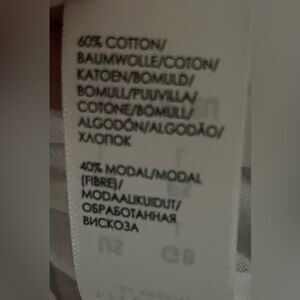 60% COTTON/
BAUMWOLLE/COTON/
KATOEN/BOMULD/
BOMULL/PUUVILLA/
COTONE/BOMULL/
ALGODÓN/ALGODÃO/
ХЛОПОК
40% MODAL/MODAL
(FIBRE)/
MODAALIKUIDUT/
ОБРАБОТАННАЯ
ВИСКОЗА